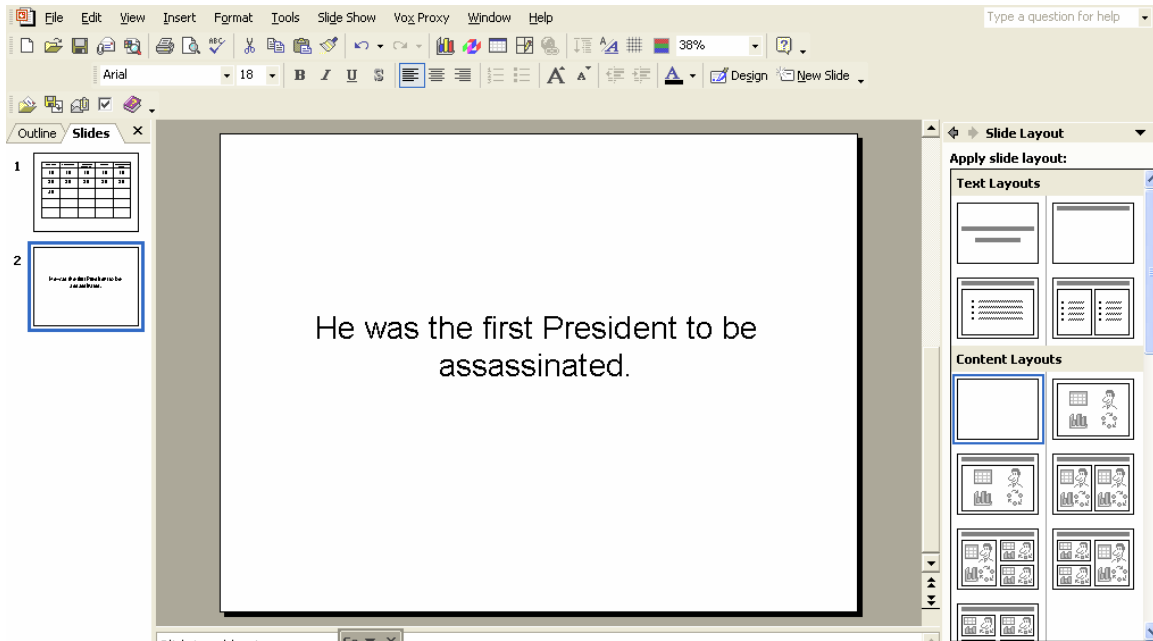 File Edit View Insert Format Tools Slide Show Vox Proxy Window Help Type a question for help
38%
Arial 18 B I U S A A A Design New Slide
Outline Slides Slide Layout
Apply slide layout:
1 Text Layouts
2
He was the first President to be
assassinated.
Content Layouts